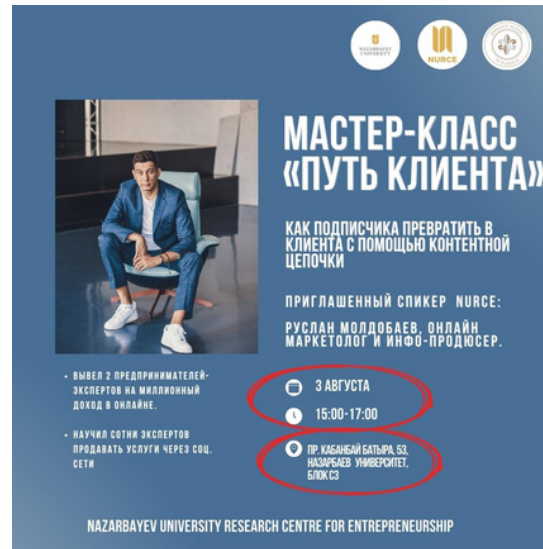 NAZARBAYEV
UNIVERSITY
NURCE
МАСТЕР-КЛАСС
«ПУТЬ КЛИЕНТА»
КАК ПОДПИСЧИКА ПРЕВРАТИТЬ В
КЛИЕНТА С ПОМОЩЬЮ КОНТЕНТНОЙ
ЦЕПОЧКИ
ПРИГЛАШЕННЫЙ СПИКЕР NURCE:
РУСЛАН МОЛДОБАЕВ, ОНЛАЙН
МАРКЕТОЛОГ И ИНФО-ПРОДЮСЕР.
• ВЫВЕЛ 2 ПРЕДПРИНИМАТЕЛЕЙ-
ЭКСПЕРТОВ НА МИЛЛИОННЫЙ
ДОХОД В ОНЛАЙНЕ.
• НАУЧИЛ СОТНИ ЭКСПЕРТОВ
ПРОДАВАТЬ УСЛУГИ ЧЕРЕЗ СОЦ.
СЕТИ
3 АВГУСТА
15:00-17:00
ПР. КАБАНБАЙ БАТЫРА, 53,
НАЗАРБАЕВ УНИВЕРСИТЕТ,
БЛОК С3
NAZARBAYEV UNIVERSITY RESEARCH CENTRE FOR ENTREPRENEURSHIP